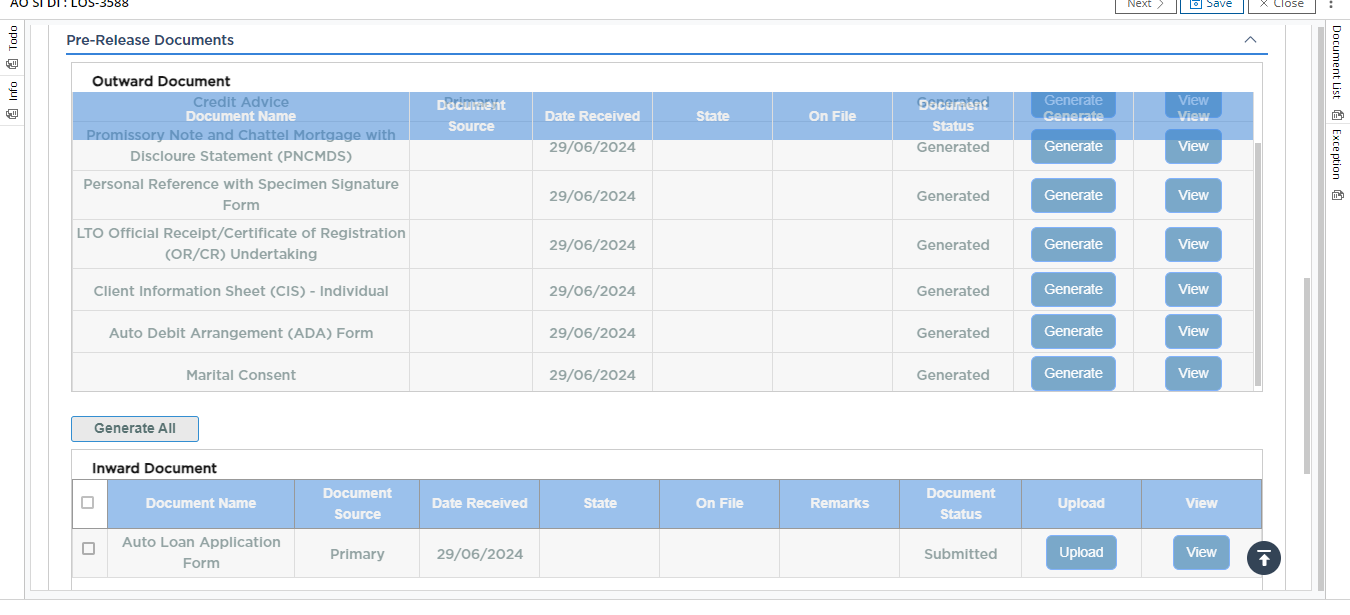 AO SI DI : LOS-3588
Next
Save
Close
Todo
Info
Document List
Exception
Pre-Release Documents
Outward Document
Credit Advice Primary Generated Generate View
Document Name Document Source Date Received State On File Document Status Generate View
Promissory Note and Chattel Mortgage with
Discloure Statement (PNCMDS) 29/06/2024 Generated Generate View
Personal Reference with Specimen Signature
Form 29/06/2024 Generated Generate View
LTO Official Receipt/Certificate of Registration
(OR/CR) Undertaking 29/06/2024 Generated Generate View
Client Information Sheet (CIS) - Individual 29/06/2024 Generated Generate View
Auto Debit Arrangement (ADA) Form 29/06/2024 Generated Generate View
Marital Consent 29/06/2024 Generated Generate View
Generate All
Inward Document
Document Name Document Source Date Received State On File Remarks Document Status Upload View
Auto Loan Application
Form Primary 29/06/2024 Submitted Upload View